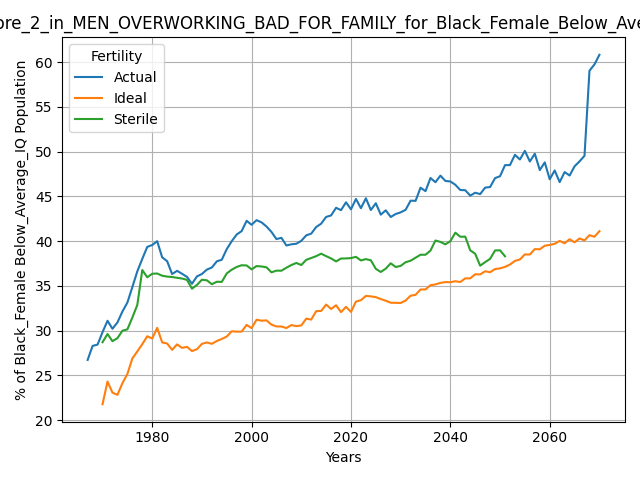 ore_2_in_MEN_OVERWORKING_BAD_FOR_FAMILY_for_Black_Female_Below_Ave
Fertility
Actual
Ideal
Sterile
% of Black_Female Below_Average_IQ Population
60
55
50
45
40
35
30
25
20
1980
2000
2020
2040
2060
Years